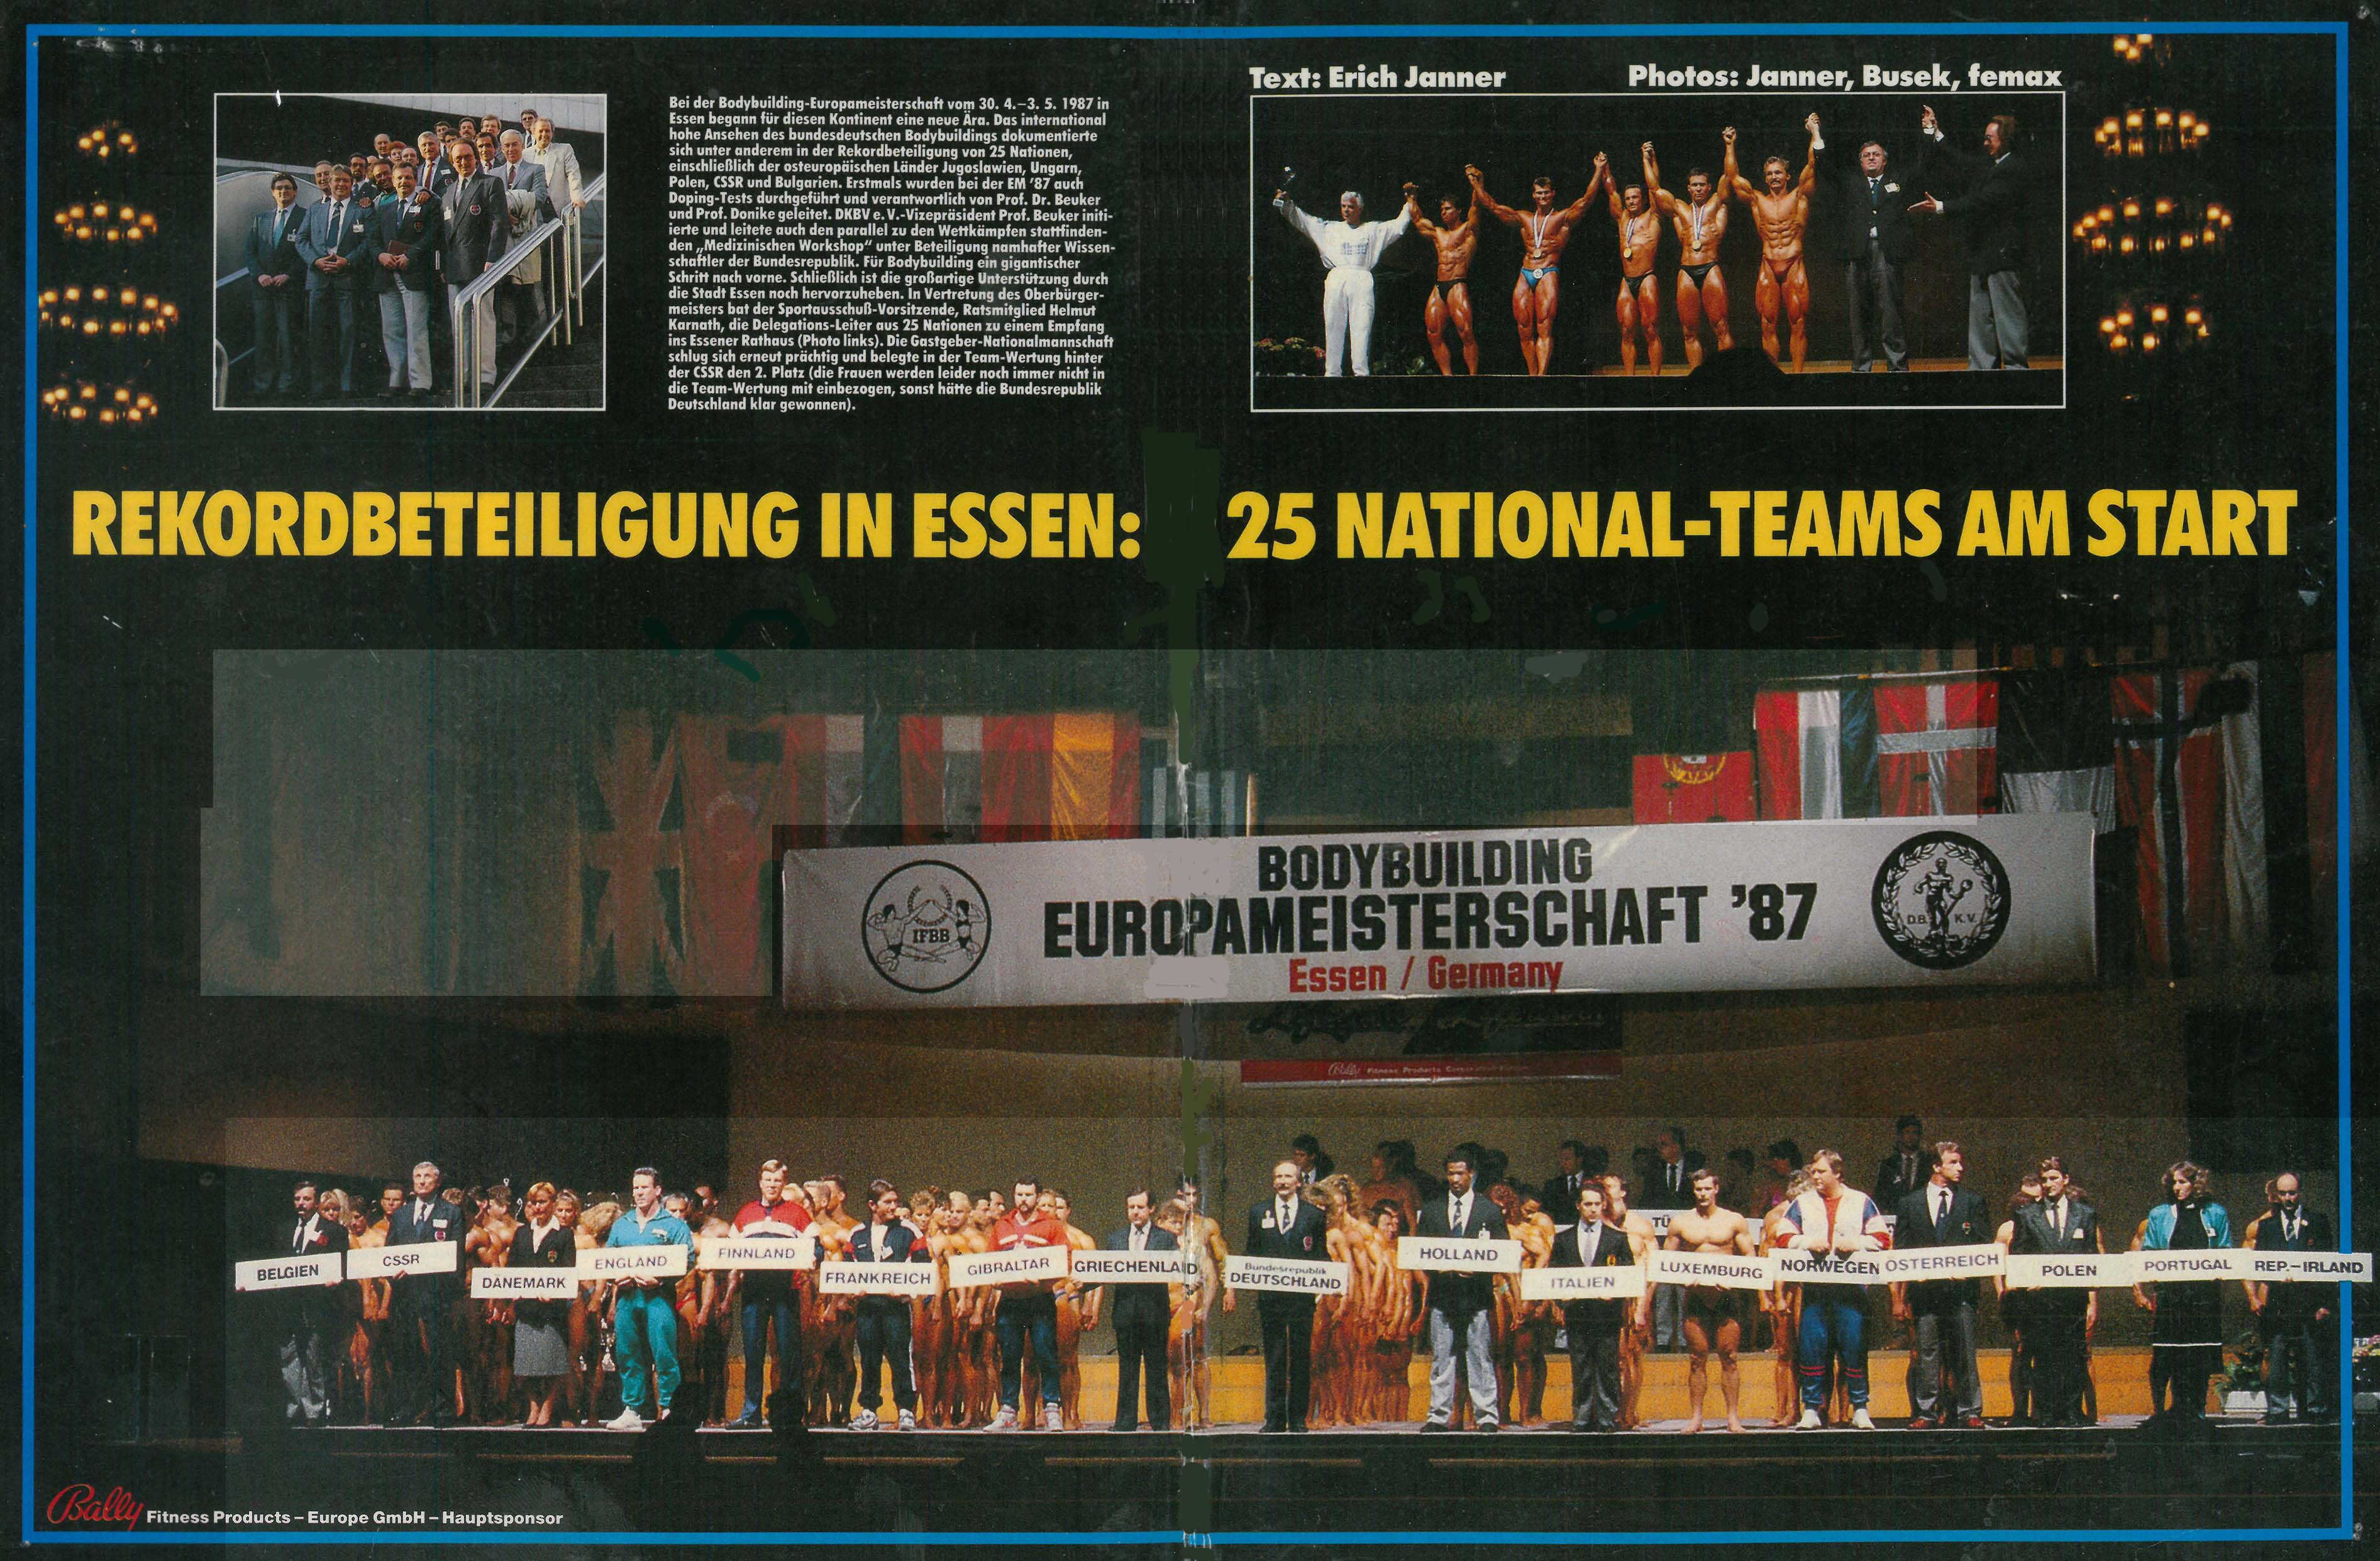 Text: Erich Janner
Photos: Janner, Busek, femax
Bei der Bodybuilding-Europameisterschaft vom 30. 4.–3. 5. 1987 in
Essen begann für diesen Kontinent eine neue Ära. Das international
hohe Ansehen des bundesdeutschen Bodybuildings dokumentierte
sich unter anderem in der Rekordbeteiligung von 25 Nationen,
einschließlich der osteuropäischen Länder Jugoslawien, Ungarn,
Polen, CSSR und Bulgarien. Erstmals wurden bei der EM '87 auch
Doping-Tests durchgeführt und verantwortlich von Prof. Dr. Beuker
und Prof. Donike geleitet. DKBV e. V.-Vizepräsident Prof. Beuker initi-
ierte und leitete auch den parallel zu den Wettkämpfen stattfinden-
den „Medizinischen Workshop“ unter Beteiligung namhafter Wissen-
schaftler der Bundesrepublik. Für Bodybuilding ein gigantischer
Schritt nach vorne. Schließlich ist die großartige Unterstützung durch
die Stadt Essen noch hervorzuheben. In Vertretung des Oberbürger-
meisters bat der Sportausschuß-Vorsitzende, Ratsmitglied Helmut
Karnath, die Delegations-Leiter aus 25 Nationen zu einem Empfang
ins Essener Rathaus (Photo links). Die Gastgeber-Nationalmannschaft
schlug sich erneut prächtig und belegte in der Team-Wertung hinter
der CSSR den 2. Platz (die Frauen werden leider noch immer nicht in
die Team-Wertung mit einbezogen, sonst hätte die Bundesrepublik
Deutschland klar gewonnen).
REKORDBETEILIGUNG IN ESSEN: 25 NATIONAL-TEAMS AM START
BODYBUILDING
EUROPAMEISTERSCHAFT '87
Essen / Germany
IFBB
D.B. K.V.
Bally Fitness Products
BELGIEN
CSSR
DÄNEMARK
ENGLAND
FINNLAND
FRANKREICH
GIBRALTAR
GRIECHENLAND
Bundesrepublik
DEUTSCHLAND
HOLLAND
ITALIEN
TÜ
LUXEMBURG
NORWEGEN
ÖSTERREICH
POLEN
PORTUGAL
REP.–IRLAND
Bally Fitness Products – Europe GmbH – Hauptsponsor